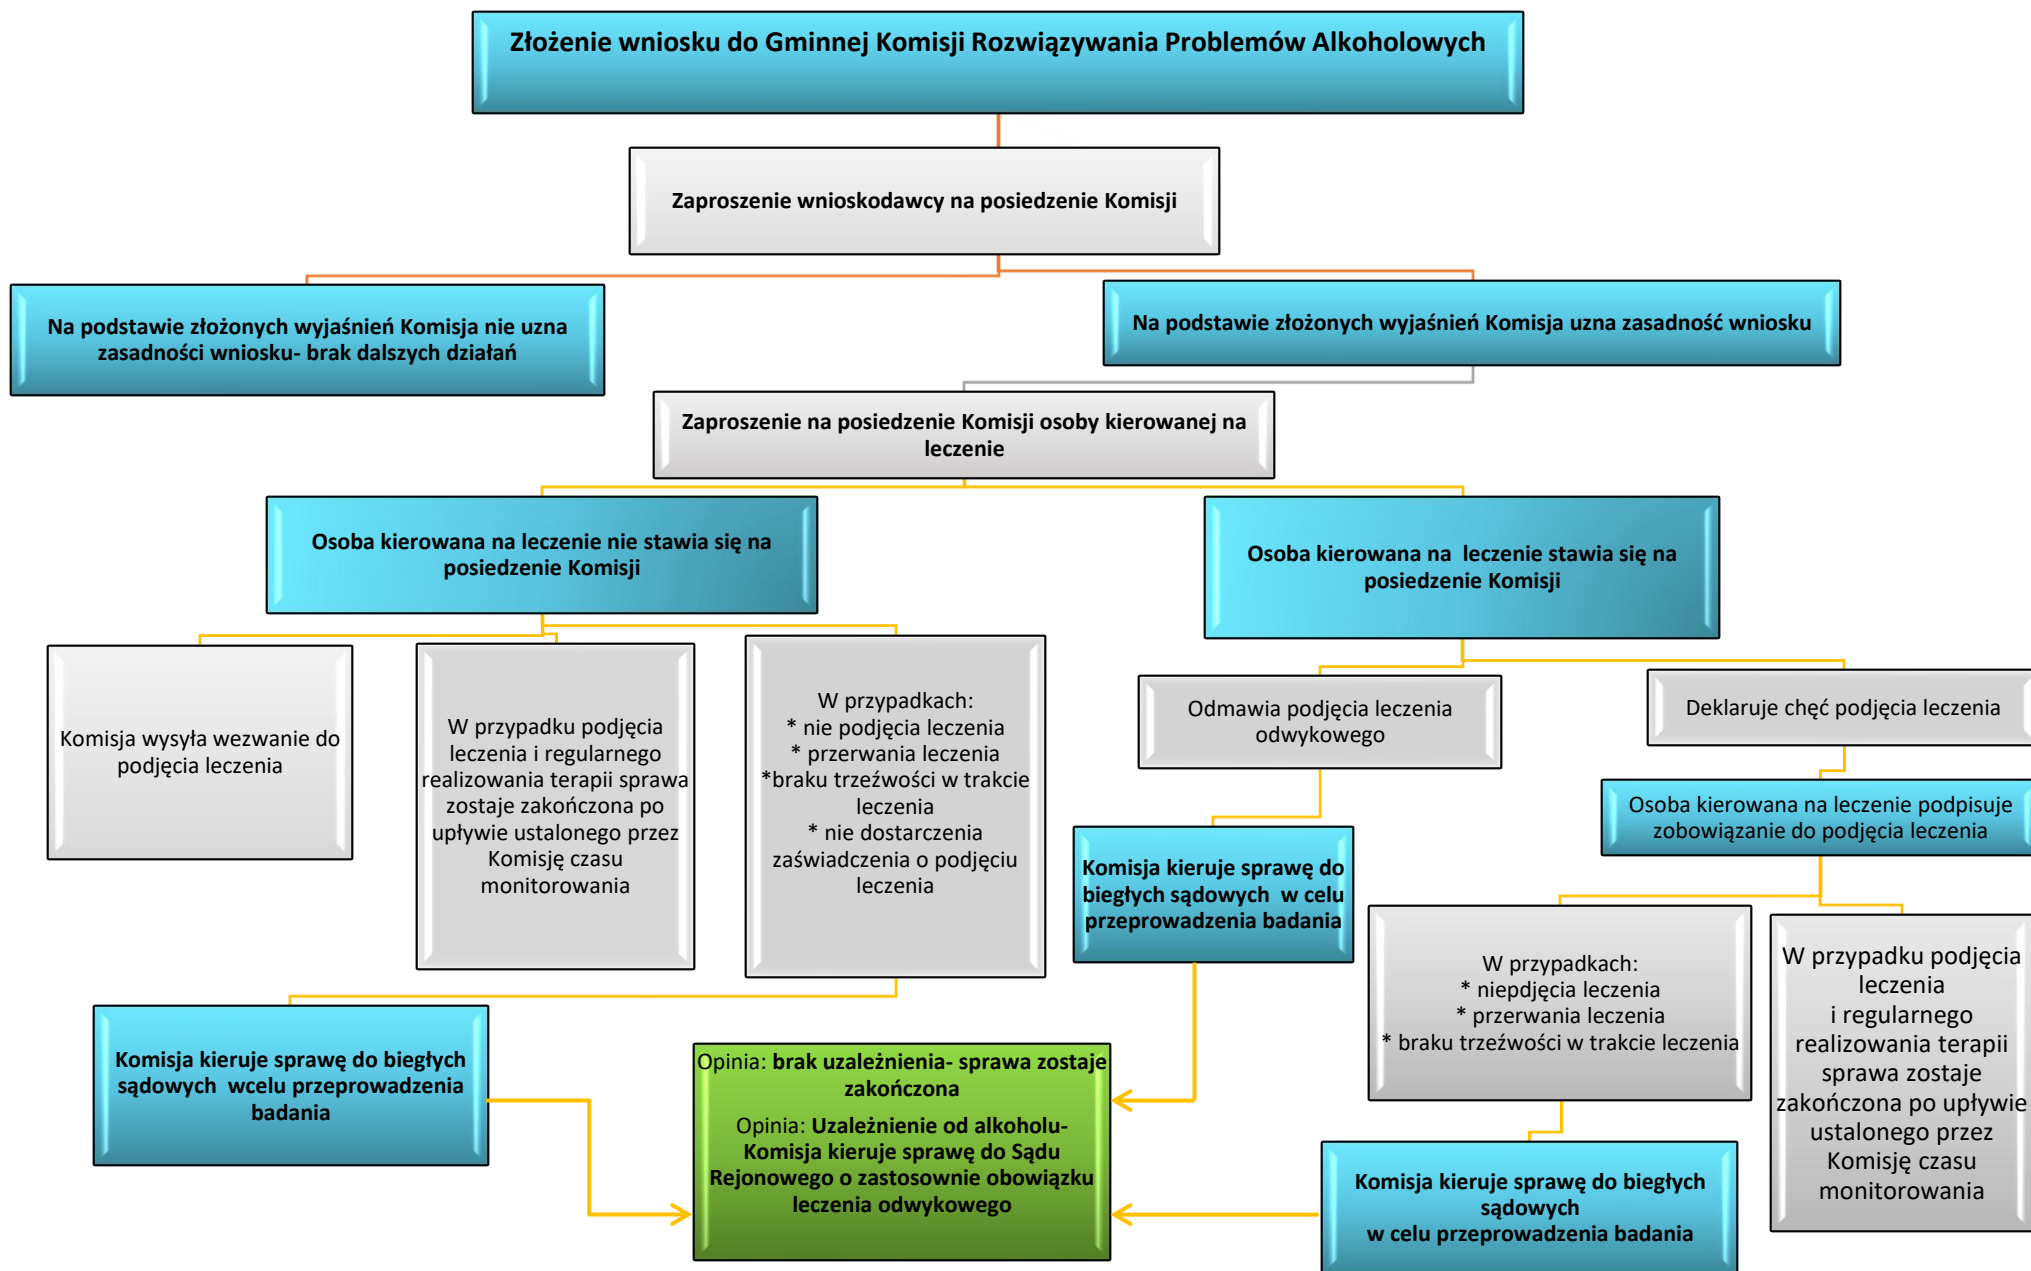 Złożenie wniosku do Gminnej Komisji Rozwiązywania Problemów Alkoholowych
Zaproszenie wnioskodawcy na posiedzenie Komisji
Na podstawie złożonych wyjaśnień Komisja nie uzna
zasadności wniosku- brak dalszych działań
Na podstawie złożonych wyjaśnień Komisja uzna zasadność wniosku
Zaproszenie na posiedzenie Komisji osoby kierowanej na
leczenie
Osoba kierowana na leczenie nie stawia się na
posiedzenie Komisji
Osoba kierowana na  leczenie stawia się na
posiedzenie Komisji
Komisja wysyła wezwanie do
podjęcia leczenia
W przypadku podjęcia
leczenia i regularnego
realizowania terapii sprawa
zostaje zakończona po
upływie ustalonego przez
Komisję czasu
monitorowania
W przypadkach:
* nie podjęcia leczenia
* przerwania leczenia
*braku trzeźwości w trakcie
leczenia
* nie dostarczenia
zaświadczenia o podjęciu
leczenia
Odmawia podjęcia leczenia
odwykowego
Deklaruje chęć podjęcia leczenia
Osoba kierowana na leczenie podpisuje
zobowiązanie do podjęcia leczenia
Komisja kieruje sprawę do
biegłych sądowych  w celu
przeprowadzenia badania
W przypadkach:
* niepdjęcia leczenia
* przerwania leczenia
* braku trzeźwości w trakcie leczenia
W przypadku podjęcia
leczenia
i regularnego
realizowania terapii
sprawa zostaje
zakończona po upływie
ustalonego przez
Komisję czasu
monitorowania
Komisja kieruje sprawę do biegłych
sądowych  wcelu przeprowadzenia
badania
Opinia: brak uzależnienia- sprawa zostaje
zakończona
Opinia: Uzależnienie od alkoholu-
Komisja kieruje sprawę do Sądu
Rejonowego o zastosownie obowiązku
leczenia odwykowego
Komisja kieruje sprawę do biegłych
sądowych
w celu przeprowadzenia badania